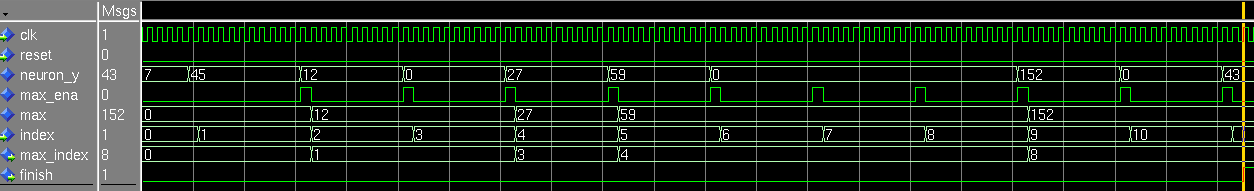 Msgs
clk 1
reset 0
neuron_y 43 7 45 12 0 27 59 0 152 0 43
max_ena 0
max 152 0 12 27 59 152
index 1 0 1 2 3 4 5 6 7 8 9 10
max_index 8 0 1 3 4 8
finish 1